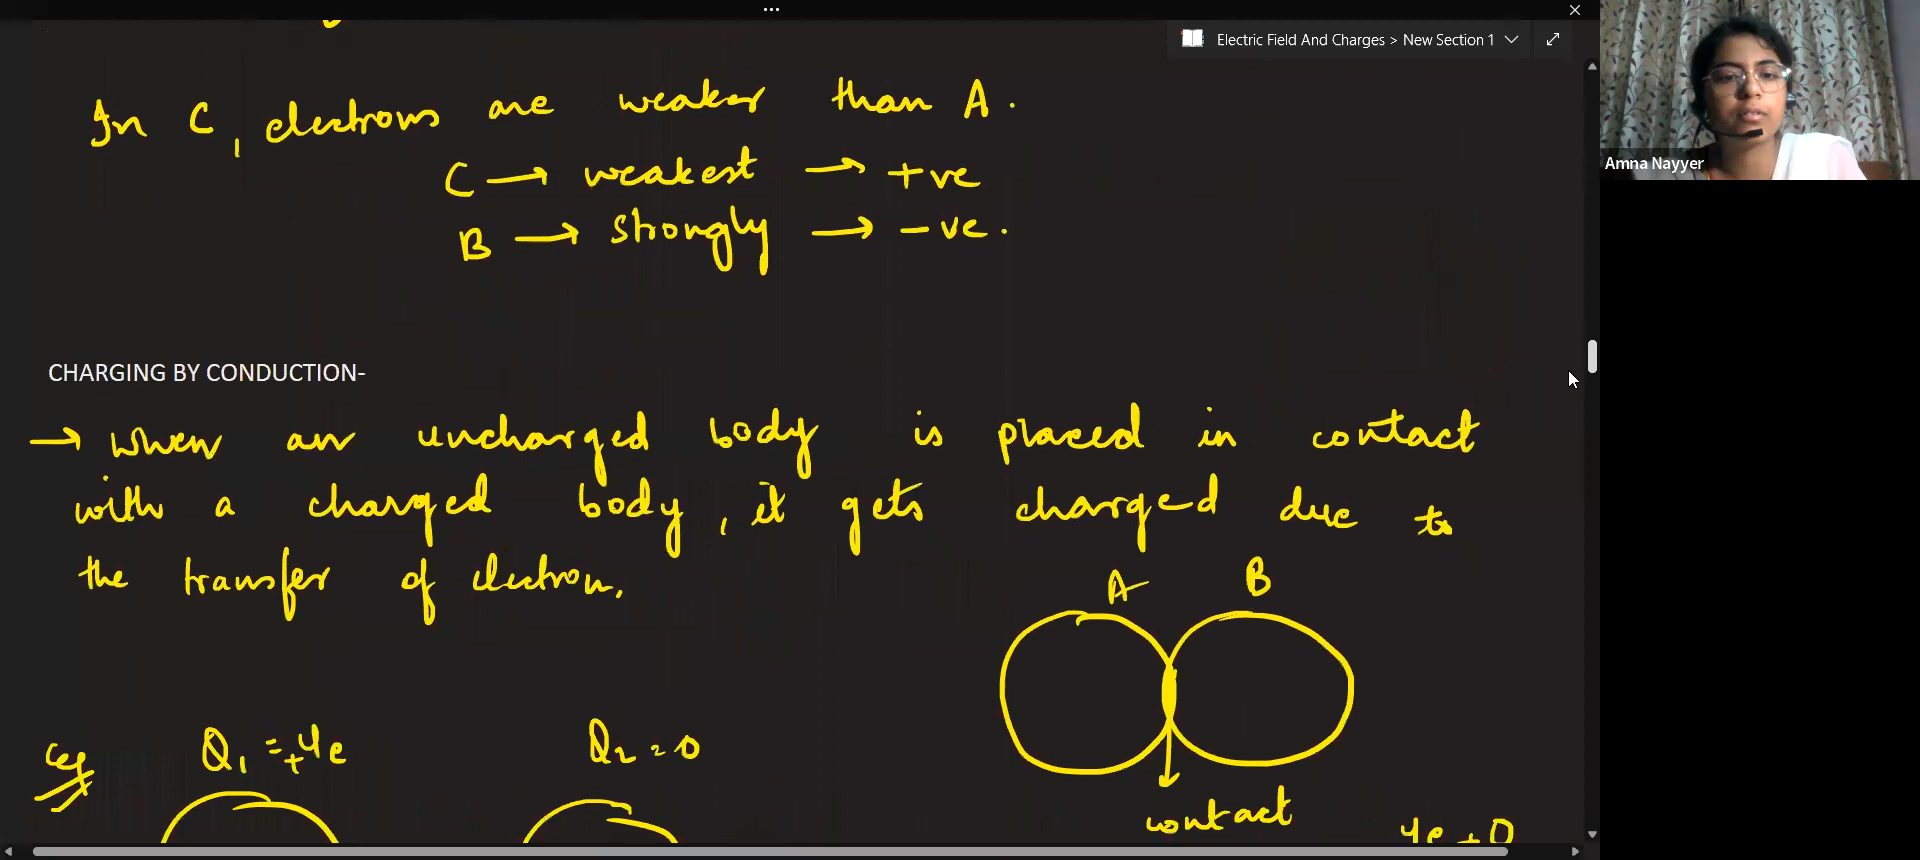 Electric Field And Charges > New Section 1
Amna Nayyer
In C, electrons are weaker than A.
C → weakest → +ve
B → strongly → -ve.
CHARGING BY CONDUCTION-
→ When an uncharged body is placed in contact
with a charged body, it gets charged due to
the transfer of electron.
A B
Q1 = +4e Q2 = 0
contact
4e + 0